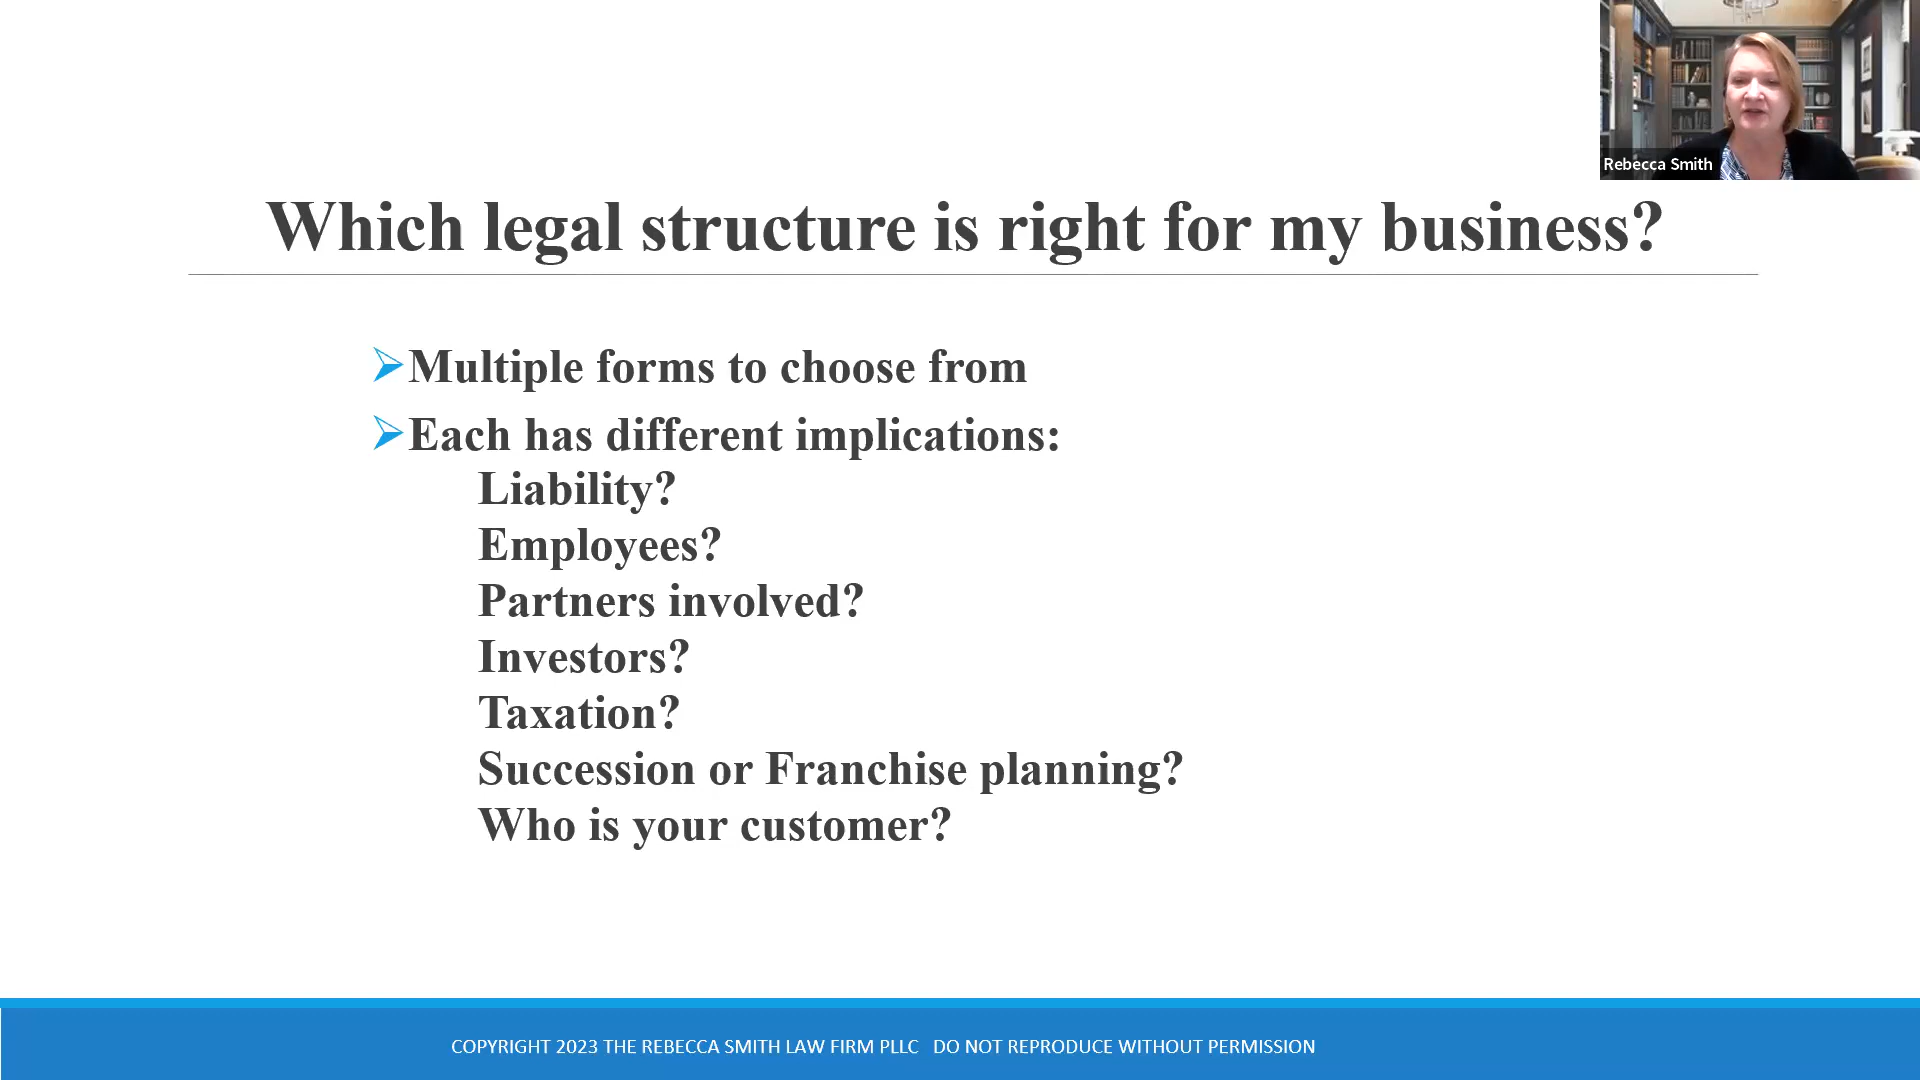 Rebecca Smith
Which legal structure is right for my business?
Multiple forms to choose from
Each has different implications:
Liability?
Employees?
Partners involved?
Investors?
Taxation?
Succession or Franchise planning?
Who is your customer?
COPYRIGHT 2023 THE REBECCA SMITH LAW FIRM PLLC DO NOT REPRODUCE WITHOUT PERMISSION